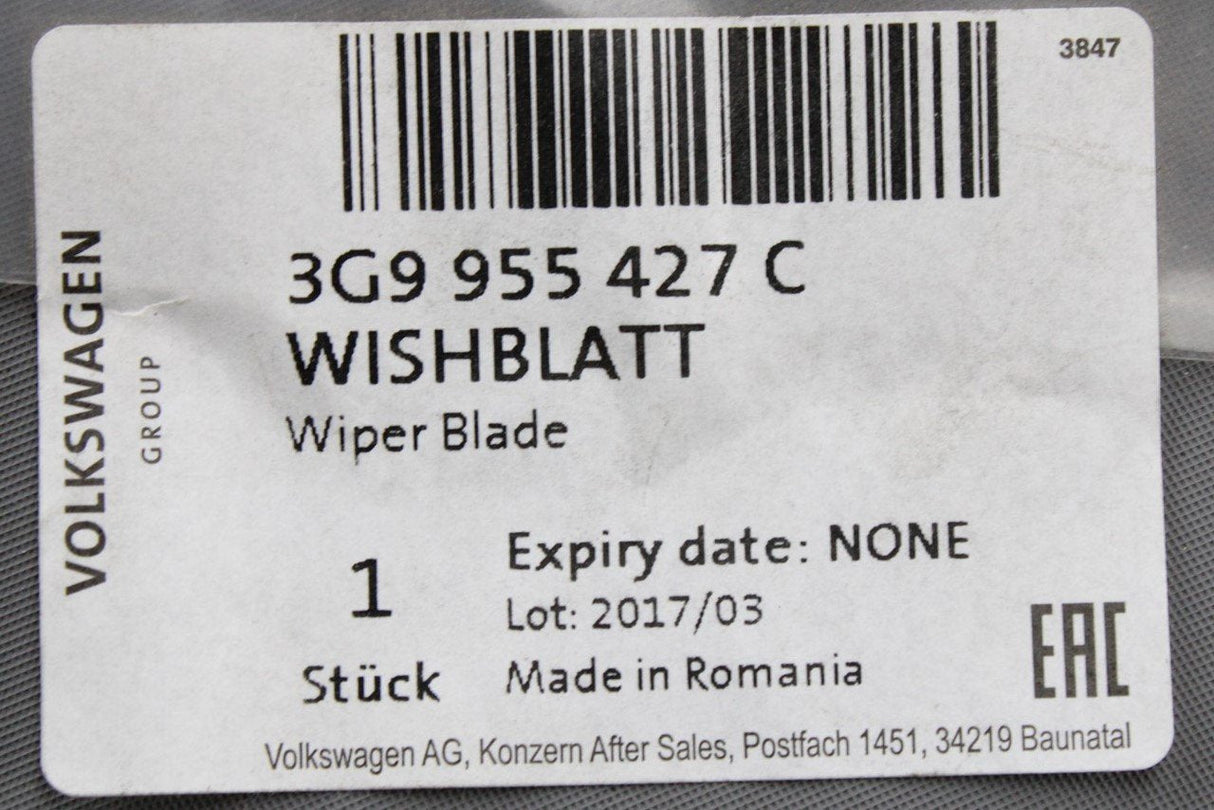 3847
3G9 955 427 C
WISHBLATT
Wiper Blade
VOLKSWAGEN
GROUP
1
Stück
Expiry date: NONE
Lot: 2017/03
Made in Romania
EAC
Volkswagen AG, Konzern After Sales, Postfach 1451, 34219 Baunatal